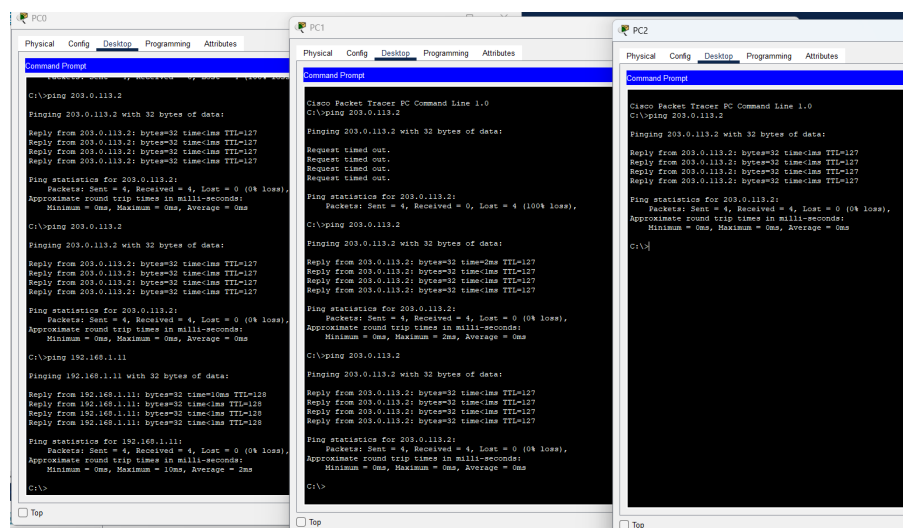 PC0
Physical Config Desktop Programming Attributes
Command Prompt
C:\>ping 203.0.113.2
Pinging 203.0.113.2 with 32 bytes of data:
Reply from 203.0.113.2: bytes=32 time<1ms TTL=127
Reply from 203.0.113.2: bytes=32 time<1ms TTL=127
Reply from 203.0.113.2: bytes=32 time<1ms TTL=127
Reply from 203.0.113.2: bytes=32 time<1ms TTL=127
Ping statistics for 203.0.113.2:
Packets: Sent = 4, Received = 4, Lost = 0 (0% loss),
Approximate round trip times in milli-seconds:
Minimum = 0ms, Maximum = 0ms, Average = 0ms
C:\>ping 203.0.113.2
Pinging 203.0.113.2 with 32 bytes of data:
Reply from 203.0.113.2: bytes=32 time<1ms TTL=127
Reply from 203.0.113.2: bytes=32 time<1ms TTL=127
Reply from 203.0.113.2: bytes=32 time<1ms TTL=127
Reply from 203.0.113.2: bytes=32 time<1ms TTL=127
Ping statistics for 203.0.113.2:
Packets: Sent = 4, Received = 4, Lost = 0 (0% loss),
Approximate round trip times in milli-seconds:
Minimum = 0ms, Maximum = 0ms, Average = 0ms
C:\>ping 192.168.1.11
Pinging 192.168.1.11 with 32 bytes of data:
Reply from 192.168.1.11: bytes=32 time=10ms TTL=128
Reply from 192.168.1.11: bytes=32 time<1ms TTL=128
Reply from 192.168.1.11: bytes=32 time<1ms TTL=128
Reply from 192.168.1.11: bytes=32 time<1ms TTL=128
Ping statistics for 192.168.1.11:
Packets: Sent = 4, Received = 4, Lost = 0 (0% loss),
Approximate round trip times in milli-seconds:
Minimum = 0ms, Maximum = 10ms, Average = 2ms
C:\>
Top
PC1
Physical Config Desktop Programming Attributes
Command Prompt
Cisco Packet Tracer PC Command Line 1.0
C:\>ping 203.0.113.2
Pinging 203.0.113.2 with 32 bytes of data:
Request timed out.
Request timed out.
Request timed out.
Request timed out.
Ping statistics for 203.0.113.2:
Packets: Sent = 4, Received = 0, Lost = 4 (100% loss),
C:\>ping 203.0.113.2
Pinging 203.0.113.2 with 32 bytes of data:
Reply from 203.0.113.2: bytes=32 time=2ms TTL=127
Reply from 203.0.113.2: bytes=32 time<1ms TTL=127
Reply from 203.0.113.2: bytes=32 time<1ms TTL=127
Reply from 203.0.113.2: bytes=32 time<1ms TTL=127
Ping statistics for 203.0.113.2:
Packets: Sent = 4, Received = 4, Lost = 0 (0% loss),
Approximate round trip times in milli-seconds:
Minimum = 0ms, Maximum = 2ms, Average = 0ms
C:\>ping 203.0.113.2
Pinging 203.0.113.2 with 32 bytes of data:
Reply from 203.0.113.2: bytes=32 time<1ms TTL=127
Reply from 203.0.113.2: bytes=32 time<1ms TTL=127
Reply from 203.0.113.2: bytes=32 time<1ms TTL=127
Reply from 203.0.113.2: bytes=32 time<1ms TTL=127
Ping statistics for 203.0.113.2:
Packets: Sent = 4, Received = 4, Lost = 0 (0% loss),
Approximate round trip times in milli-seconds:
Minimum = 0ms, Maximum = 0ms, Average = 0ms
C:\>
Top
PC2
Physical Config Desktop Programming Attributes
Command Prompt
Cisco Packet Tracer PC Command Line 1.0
C:\>ping 203.0.113.2
Pinging 203.0.113.2 with 32 bytes of data:
Reply from 203.0.113.2: bytes=32 time<1ms TTL=127
Reply from 203.0.113.2: bytes=32 time<1ms TTL=127
Reply from 203.0.113.2: bytes=32 time<1ms TTL=127
Reply from 203.0.113.2: bytes=32 time<1ms TTL=127
Ping statistics for 203.0.113.2:
Packets: Sent = 4, Received = 4, Lost = 0 (0% loss),
Approximate round trip times in milli-seconds:
Minimum = 0ms, Maximum = 0ms, Average = 0ms
C:\>
Top